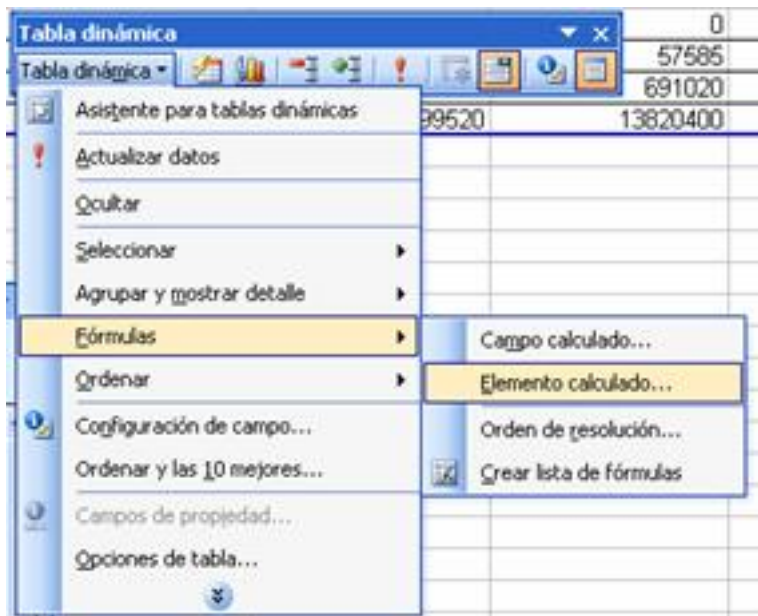 Tabla dinámica
0
Tabla dinámica
57585
691020
Asistente para tablas dinámicas
99520 13820400
Actualizar datos
Ocultar
Seleccionar
Agrupar y mostrar detalle
Fórmulas
Campo calculado...
Ordenar
Elemento calculado...
Configuración de campo...
Orden de resolución...
Ordenar y las 10 mejores...
Crear lista de fórmulas
Campos de propiedad...
Opciones de tabla...